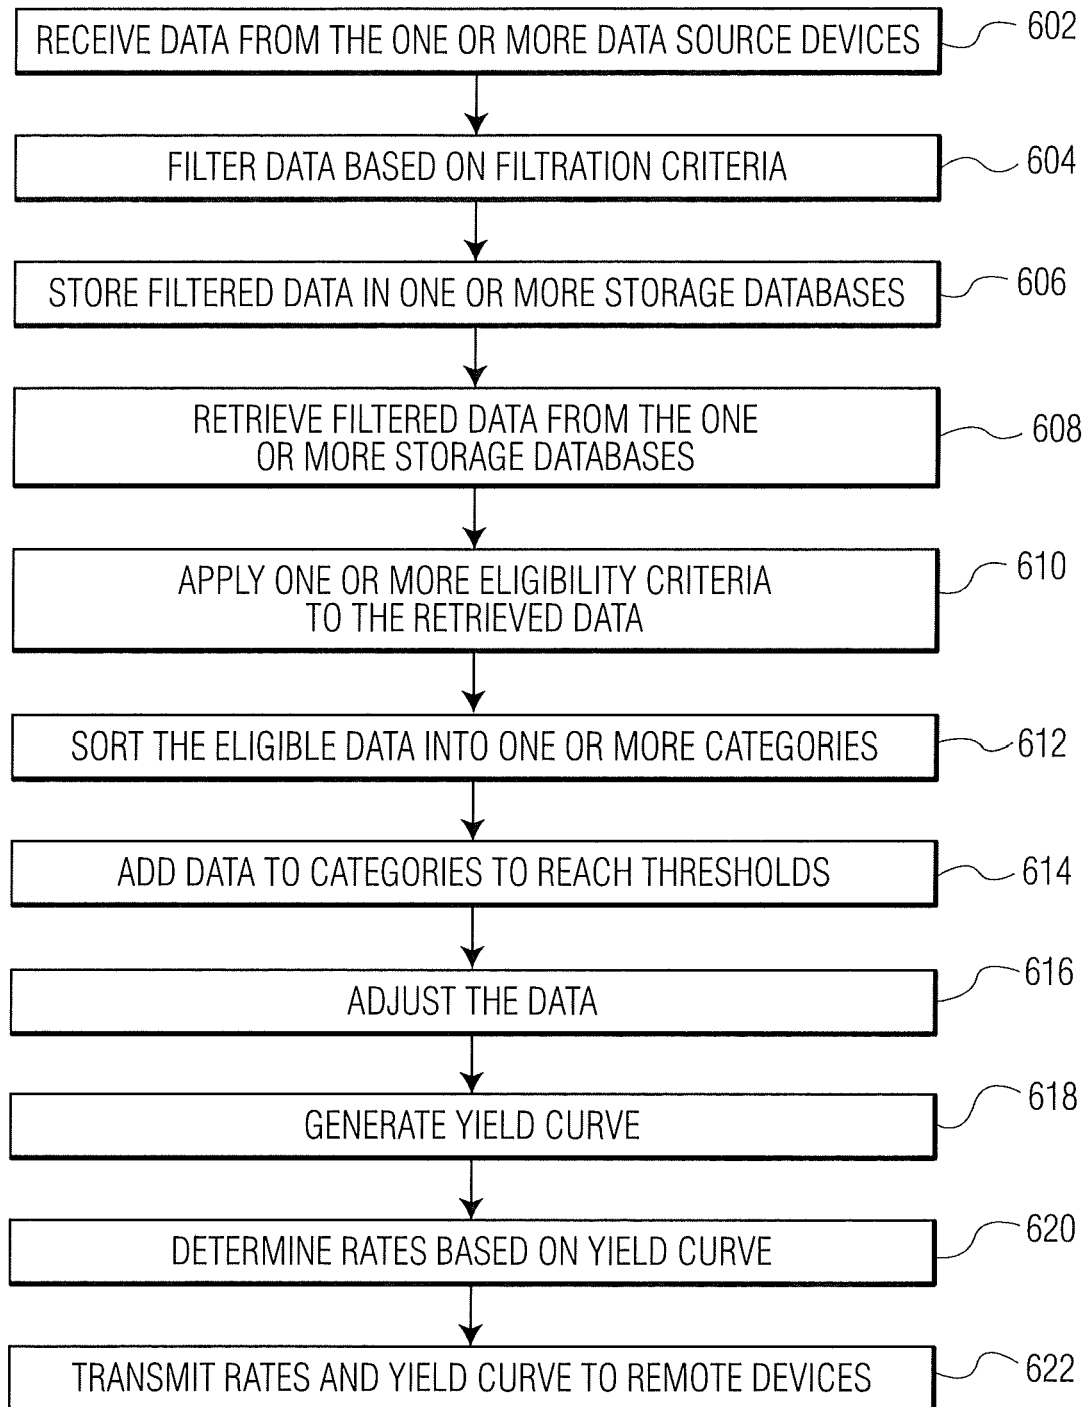 RECEIVE DATA FROM THE ONE OR MORE DATA SOURCE DEVICES
602
FILTER DATA BASED ON FILTRATION CRITERIA
604
STORE FILTERED DATA IN ONE OR MORE STORAGE DATABASES
606
RETRIEVE FILTERED DATA FROM THE ONE
OR MORE STORAGE DATABASES
608
APPLY ONE OR MORE ELIGIBILITY CRITERIA
TO THE RETRIEVED DATA
610
SORT THE ELIGIBLE DATA INTO ONE OR MORE CATEGORIES
612
ADD DATA TO CATEGORIES TO REACH THRESHOLDS
614
ADJUST THE DATA
616
GENERATE YIELD CURVE
618
DETERMINE RATES BASED ON YIELD CURVE
620
TRANSMIT RATES AND YIELD CURVE TO REMOTE DEVICES
622